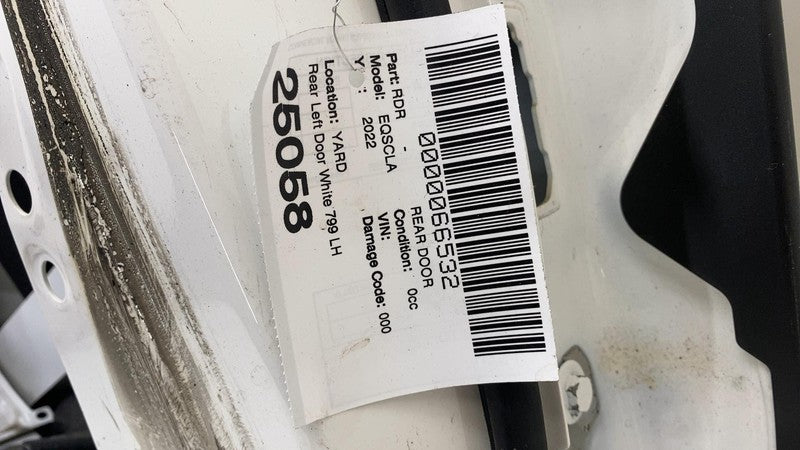 0000066532
Part: RDR - REAR DOOR
Model: EQSCLA Condition: 0cc
Y : 2022 VIN:
Damage Code: 000
Location: YARD
Rear Left Door White 799 LH
25058